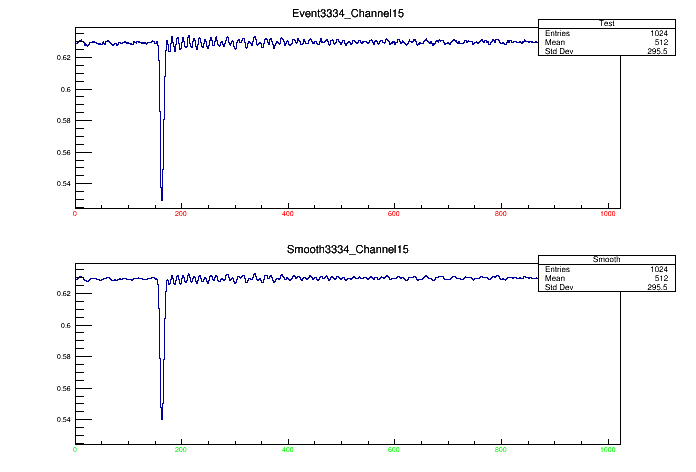 Event3334_Channel15
Test
Entries 1024
Mean 512
Std Dev 295.5
0.62
0.6
0.58
0.56
0.54
0 200 400 600 800 1000
Smooth3334_Channel15
Smooth
Entries 1024
Mean 512
Std Dev 295.5
0.62
0.6
0.58
0.56
0.54
0 200 400 600 800 1000